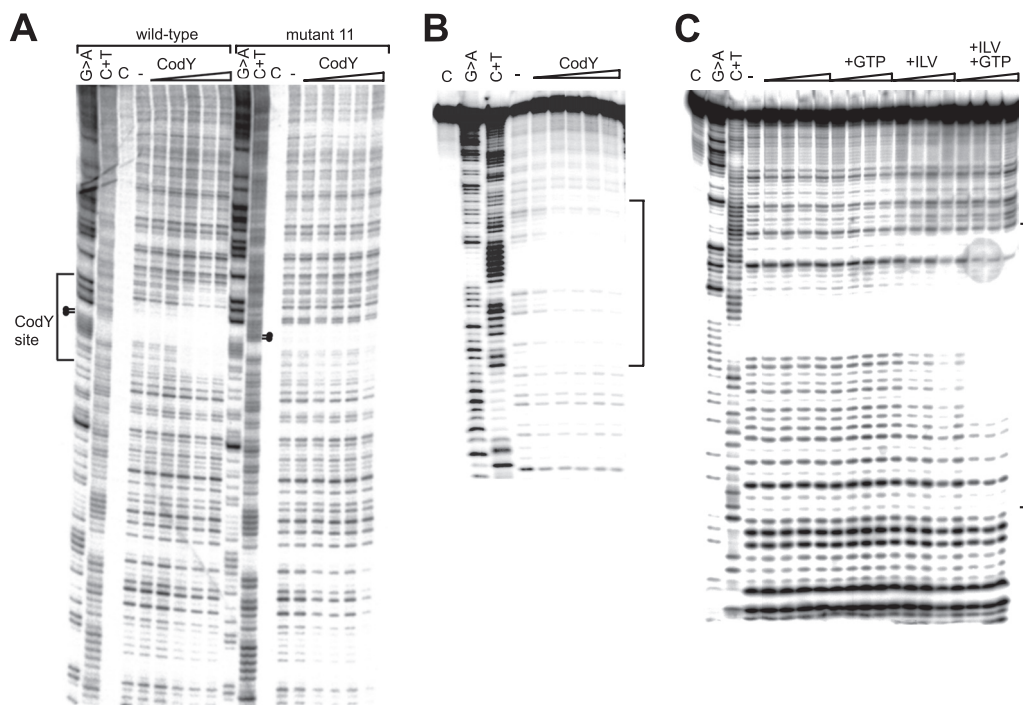 A
wild-type
mutant 11
G>A
C+T
C
-
CodY
G>A
C+T
C
-
CodY
CodY
site
B
C
G>A
C+T
-
CodY
C
C
G>A
C+T
-
+GTP
+ILV
+ILV
+GTP